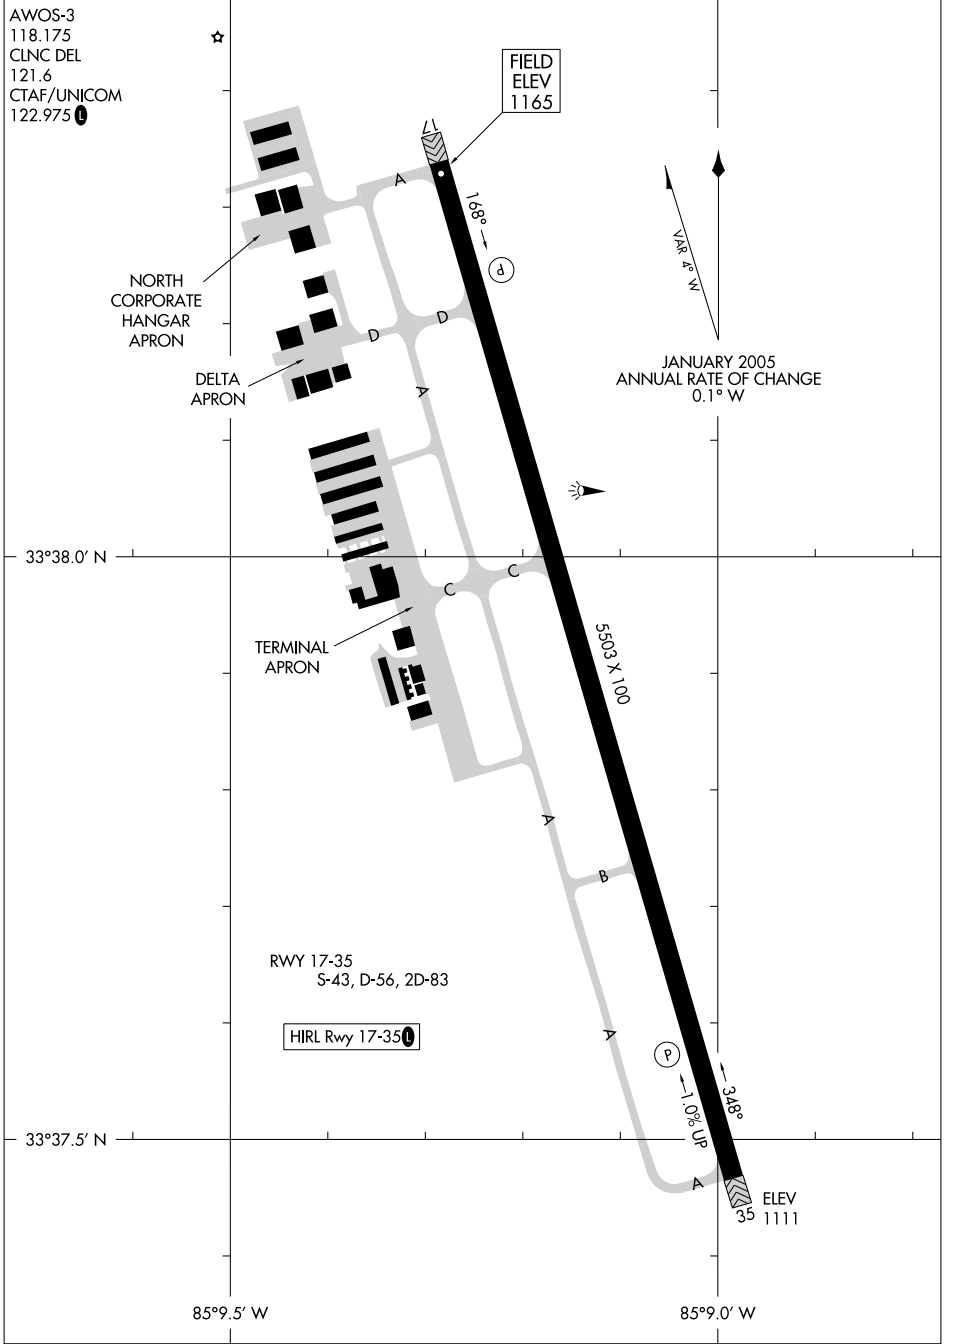 AWOS-3
118.175
CLNC DEL
121.6
CTAF/UNICOM
122.975 L
FIELD
ELEV
1165
17
A
168°
P
VAR 4° W
NORTH
CORPORATE
HANGAR
APRON
D
D
JANUARY 2005
ANNUAL RATE OF CHANGE
0.1° W
DELTA
APRON
A
33°38.0' N
C
C
TERMINAL
APRON
5503 X 100
A
B
RWY 17-35
S-43, D-56, 2D-83
HIRL Rwy 17-35 L
A
P
1.0% UP
348°
33°37.5' N
A
35
ELEV
1111
85°9.5' W
85°9.0' W